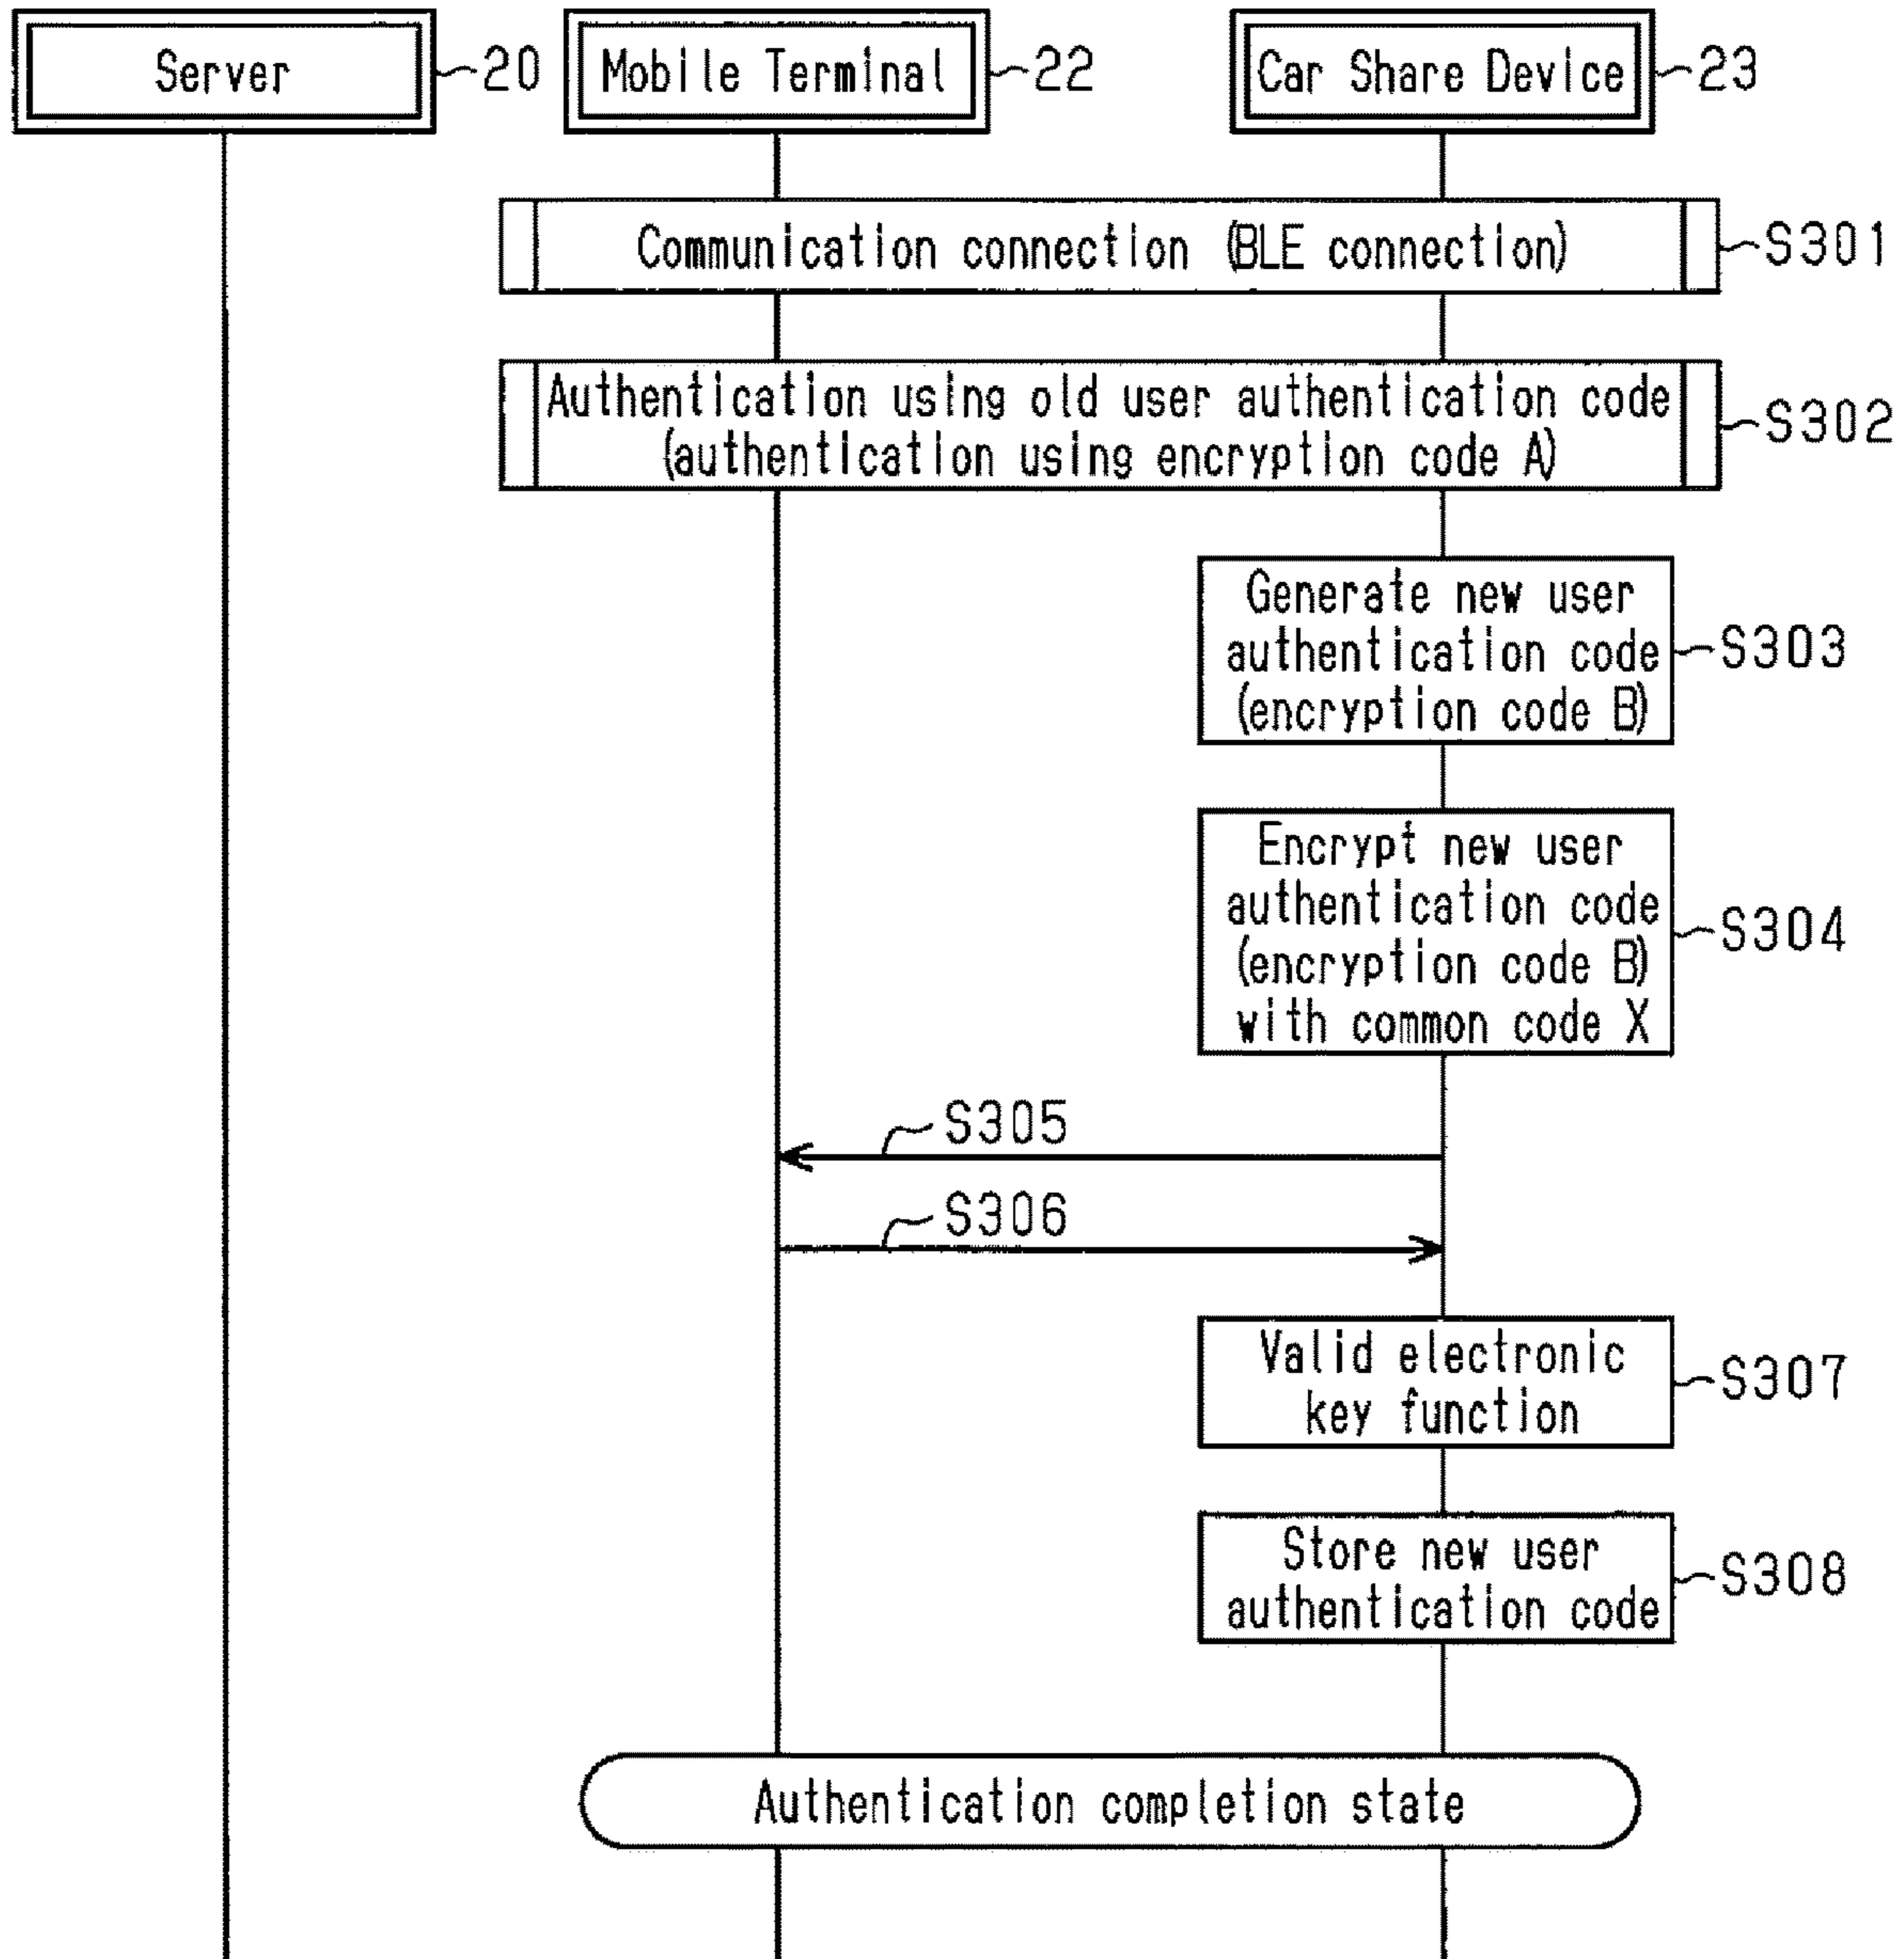 Server
20
Mobile Terminal
22
Car Share Device
23
Communication connection (BLE connection)
S301
Authentication using old user authentication code
(authentication using encryption code A)
S302
Generate new user
authentication code
(encryption code B)
S303
Encrypt new user
authentication code
(encryption code B)
with common code X
S304
S305
S306
Valid electronic
key function
S307
Store new user
authentication code
S308
Authentication completion state